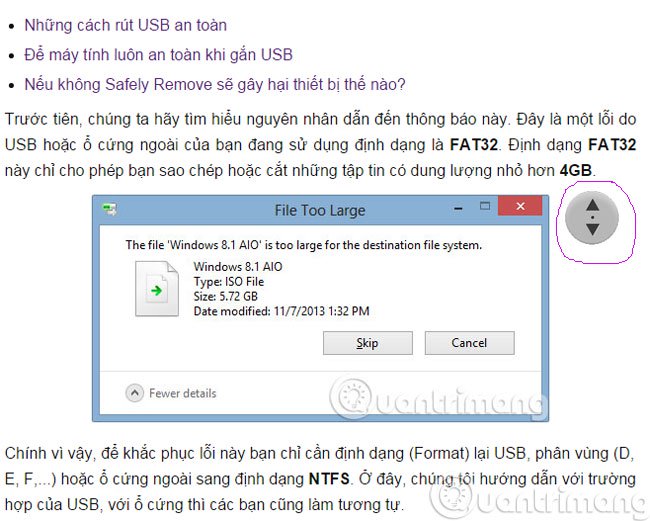 Những cách rút USB an toàn
Để máy tính luôn an toàn khi gắn USB
Nếu không Safely Remove sẽ gây hại thiết bị thế nào?
Trước tiên, chúng ta hãy tìm hiểu nguyên nhân dẫn đến thông báo này. Đây là một lỗi do
USB hoặc ổ cứng ngoài của bạn đang sử dụng định dạng là FAT32. Định dạng FAT32
này chỉ cho phép bạn sao chép hoặc cắt những tập tin có dung lượng nhỏ hơn 4GB.
File Too Large
The file 'Windows 8.1 AIO' is too large for the destination file system.
Windows 8.1 AIO
Type: ISO File
Size: 5.72 GB
Date modified: 11/7/2013 1:32 PM
Skip Cancel
Fewer details
Quantrimang
Chính vì vậy, để khắc phục lỗi này bạn chỉ cần định dạng (Format) lại USB, phân vùng (D,
E, F,...) hoặc ổ cứng ngoài sang định dạng NTFS. Ở đây, chúng tôi hướng dẫn với trường
hợp của USB, với ổ cứng thì các bạn cũng làm tương tự.
Quantrimang